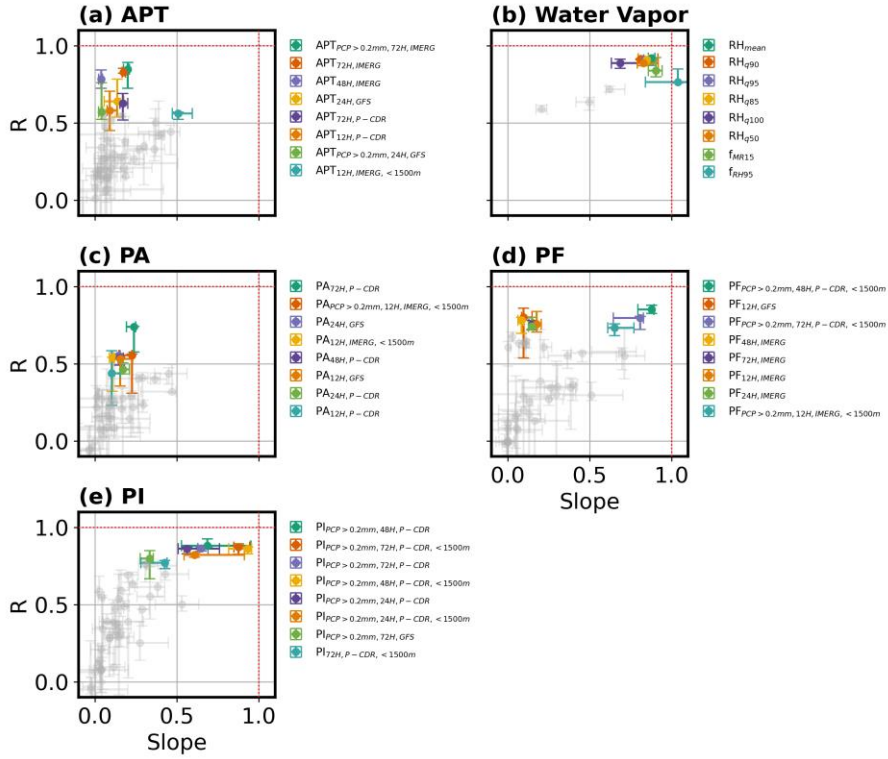 (a) APT
R
1.0
0.5
0.0
APT_PCP>0.2mm, 72H, IMERG
APT_72H, IMERG
APT_48H, IMERG
APT_24H, GFS
APT_72H, P−CDR
APT_12H, P−CDR
APT_PCP>0.2mm, 24H, GFS
APT_12H, IMERG, <1500m
(b) Water Vapor
RH_mean
RH_q90
RH_q95
RH_q85
RH_q100
RH_q50
f_MR15
f_RH95
(c) PA
R
1.0
0.5
0.0
PA_72H, P−CDR
PA_PCP>0.2mm, 12H, IMERG, <1500m
PA_24H, GFS
PA_12H, IMERG, <1500m
PA_48H, P−CDR
PA_12H, GFS
PA_24H, P−CDR
PA_12H, P−CDR
(d) PF
0.0 0.5 1.0
Slope
PF_PCP>0.2mm, 48H, P−CDR, <1500m
PF_12H, GFS
PF_PCP>0.2mm, 72H, P−CDR, <1500m
PF_48H, IMERG
PF_72H, IMERG
PF_12H, IMERG
PF_24H, IMERG
PF_PCP>0.2mm, 12H, IMERG, <1500m
(e) PI
R
1.0
0.5
0.0
0.0 0.5 1.0
Slope
PI_PCP>0.2mm, 48H, P−CDR
PI_PCP>0.2mm, 72H, P−CDR, <1500m
PI_PCP>0.2mm, 72H, P−CDR
PI_PCP>0.2mm, 48H, P−CDR, <1500m
PI_PCP>0.2mm, 24H, P−CDR
PI_PCP>0.2mm, 24H, P−CDR, <1500m
PI_PCP>0.2mm, 72H, GFS
PI_72H, P−CDR, <1500m